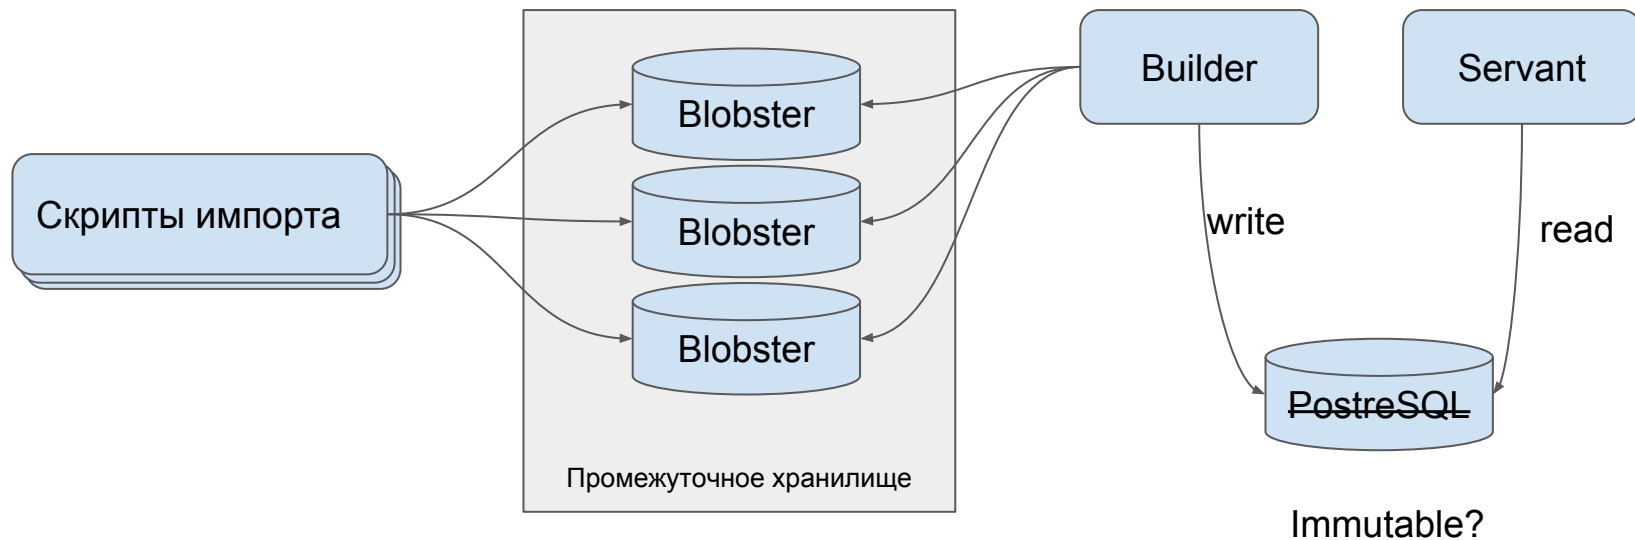 Скрипты импорта
Blobster
Blobster
Blobster
Промежуточное хранилище
Builder
Servant
write
read
PostreSQL
Immutable?